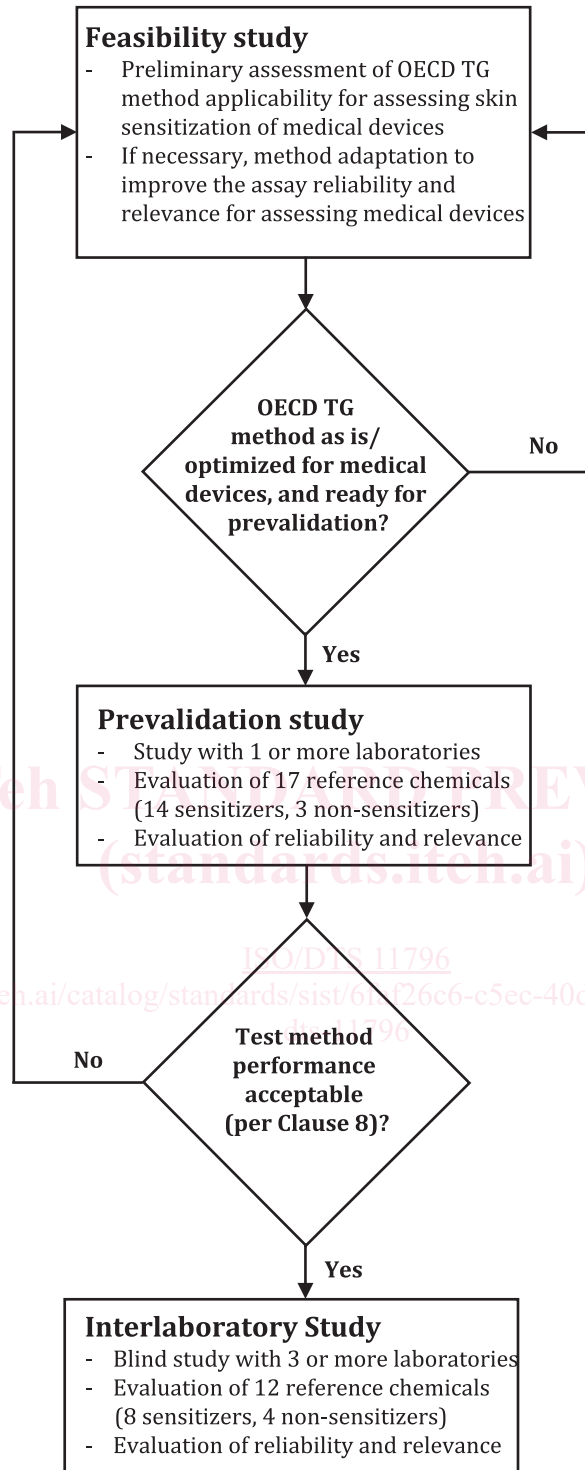 Feasibility study
- Preliminary assessment of OECD TG
method applicability for assessing skin
sensitization of medical devices
- If necessary, method adaptation to
improve the assay reliability and
relevance for assessing medical devices
OECD TG
method as is/
optimized for medical
devices, and ready for
prevalidation?
No
Yes
Prevalidation study
- Study with 1 or more laboratories
- Evaluation of 17 reference chemicals
(14 sensitizers, 3 non-sensitizers)
- Evaluation of reliability and relevance
eh STANDARD PREV
(standards.iteh.ai)
ISO/DTS 11796
Test method
performance
acceptable
(per Clause 8)?
No
Yes
Interlaboratory Study
- Blind study with 3 or more laboratories
- Evaluation of 12 reference chemicals
(8 sensitizers, 4 non-sensitizers)
- Evaluation of reliability and relevance